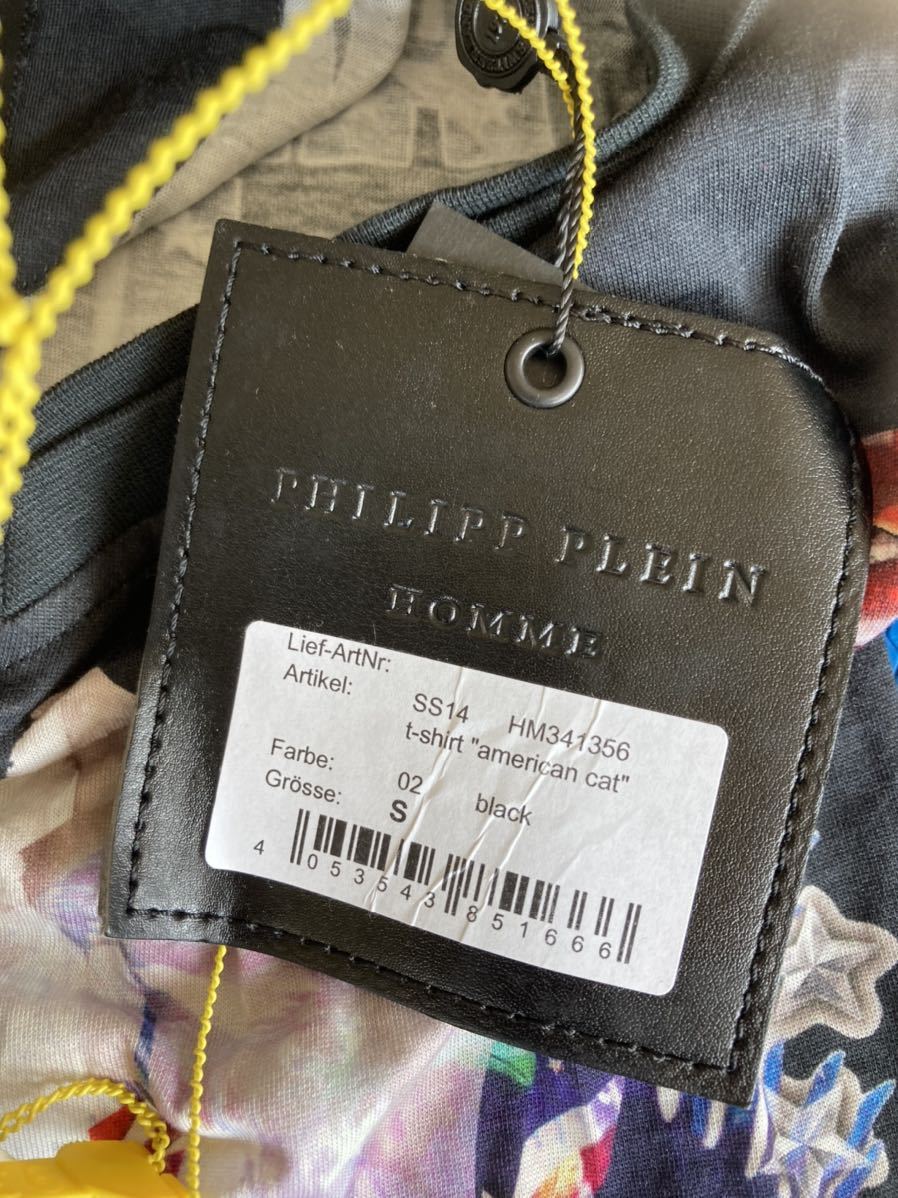 PHILIPP PLEIN
HOMME
Lief-ArtNr:
Artikel: SS14 HM341356
t-shirt "american cat"
Farbe: 02 black
Grösse: S
4 053543 851666